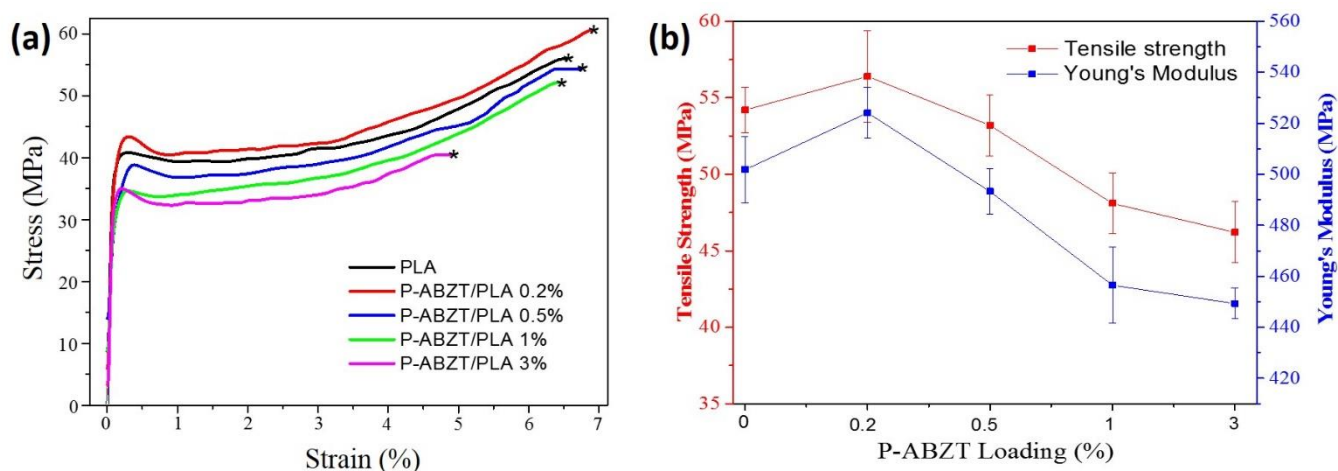 (a)
60
50
40
30
20
10
0
Stress (MPa)
*
*
*
*
*
PLA
P-ABZT/PLA 0.2%
P-ABZT/PLA 0.5%
P-ABZT/PLA 1%
P-ABZT/PLA 3%
0 1 2 3 4 5 6 7
Strain (%)
(b)
60
55
50
45
40
35
Tensile Strength (MPa)
Tensile strength
Young's Modulus
560
540
520
500
480
460
440
420
Young's Modulus (MPa)
0 0.2 0.5 1 3
P-ABZT Loading (%)